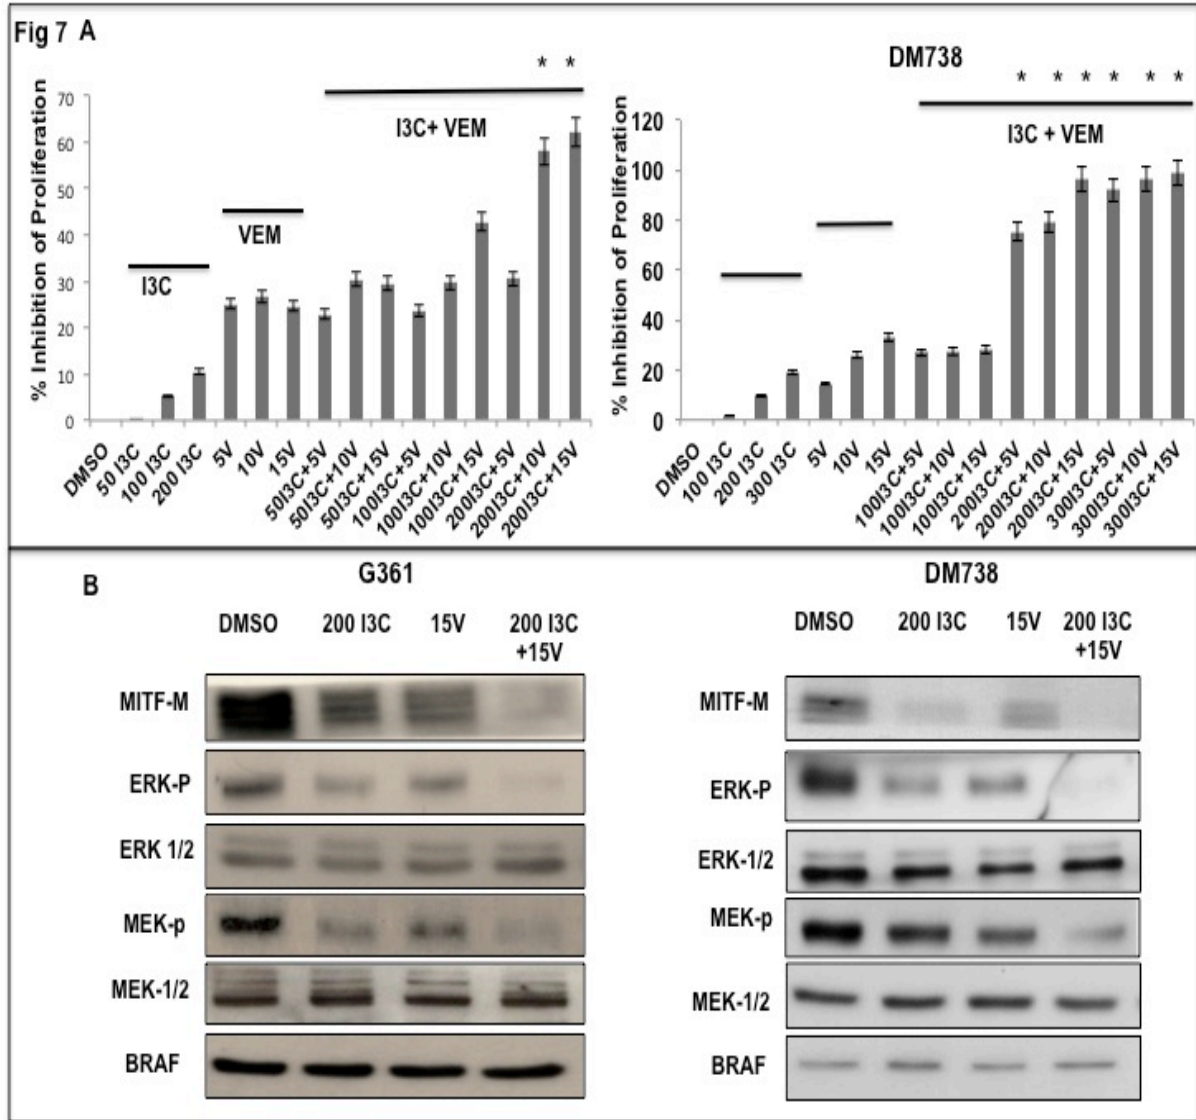 Fig 7 A
* *
70
60
50
40
30
20
10
0
% Inhibition of Proliferation
I3C
VEM
I3C+ VEM
DMSO
50 I3C
100 I3C
200 I3C
5V
10V
15V
50I3C+5V
50I3C+10V
50I3C+15V
100I3C+5V
100I3C+10V
100I3C+15V
200I3C+5V
200I3C+10V
200I3C+15V
DM738
* * * * * *
I3C + VEM
120
100
80
60
40
20
0
% Inhibition of Proliferation
DMSO
100 I3C
200 I3C
300 I3C
5V
10V
15V
100I3C+5V
100I3C+10V
100I3C+15V
200I3C+5V
200I3C+10V
200I3C+15V
300I3C+5V
300I3C+10V
300I3C+15V
B
G361
DMSO 200 I3C 15V 200 I3C
+15V
MITF-M
ERK-P
ERK 1/2
MEK-p
MEK-1/2
BRAF
DM738
DMSO 200 I3C 15V 200 I3C
+15V
MITF-M
ERK-P
ERK-1/2
MEK-p
MEK-1/2
BRAF